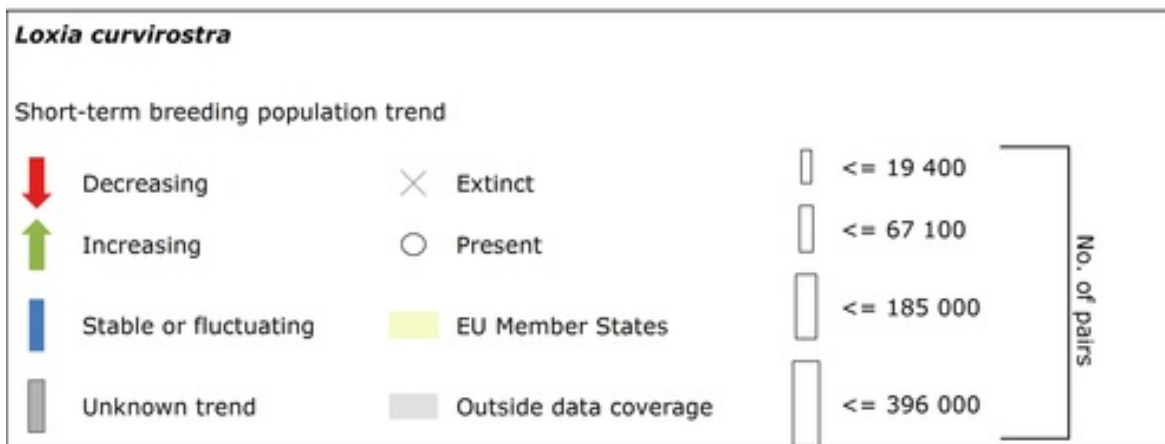 Loxia curvirostra
Short-term breeding population trend
Decreasing
Increasing
Stable or fluctuating
Unknown trend
Extinct
Present
EU Member States
Outside data coverage
<= 19 400
<= 67 100
<= 185 000
<= 396 000
No. of pairs